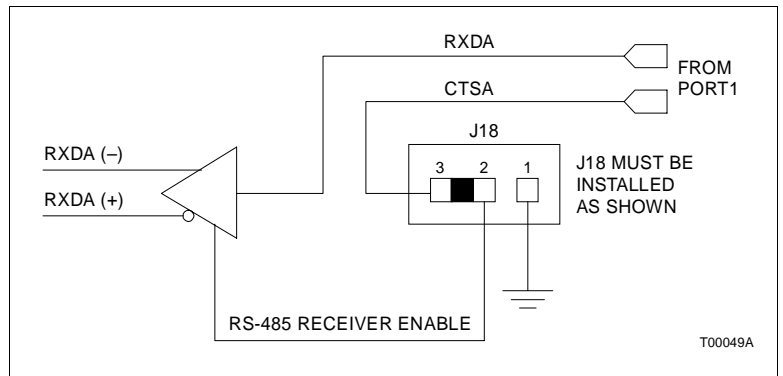 RXDA
FROM
PORT1
CTSA
J18
3 2 1
J18 MUST BE
INSTALLED
AS SHOWN
RXDA (–)
RXDA (+)
RS-485 RECEIVER ENABLE
T00049A